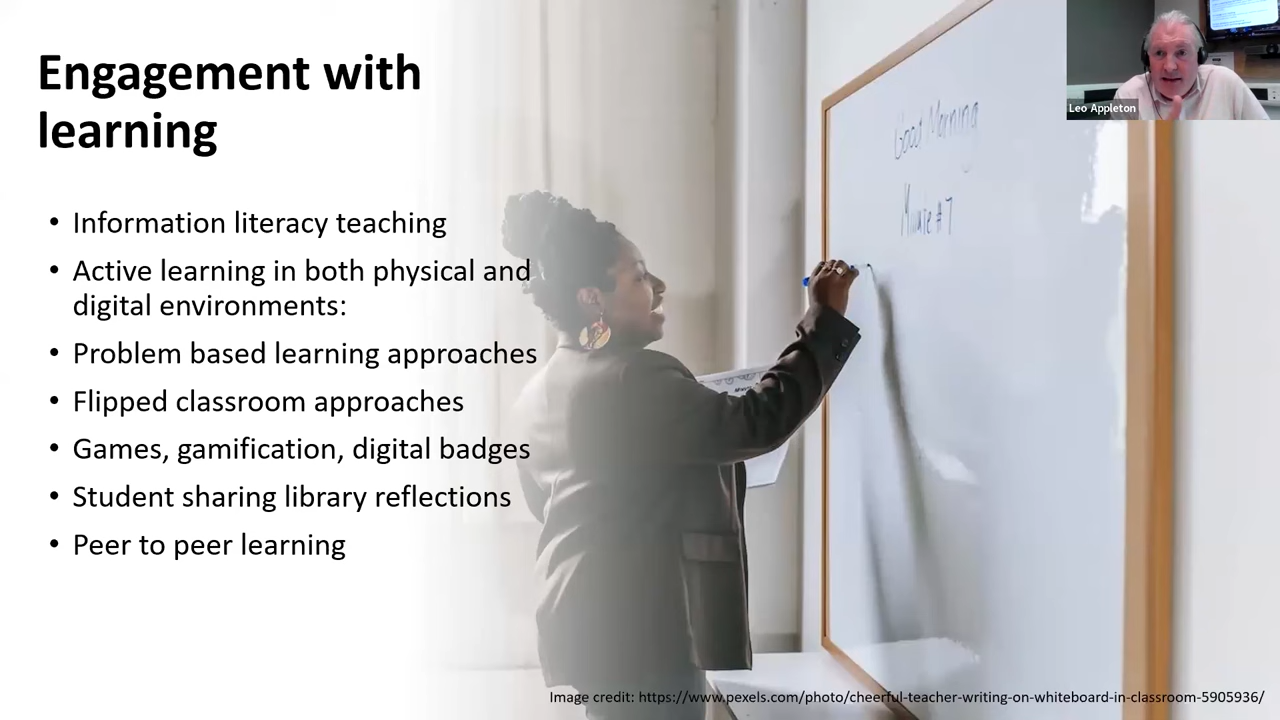 Engagement with
learning
• Information literacy teaching
• Active learning in both physical and
digital environments:
• Problem based learning approaches
• Flipped classroom approaches
• Games, gamification, digital badges
• Student sharing library reflections
• Peer to peer learning
Good Morning
#7
Leo Appleton
Image credit: https://www.pexels.com/photo/cheerful-teacher-writing-on-whiteboard-in-classroom-5905936/